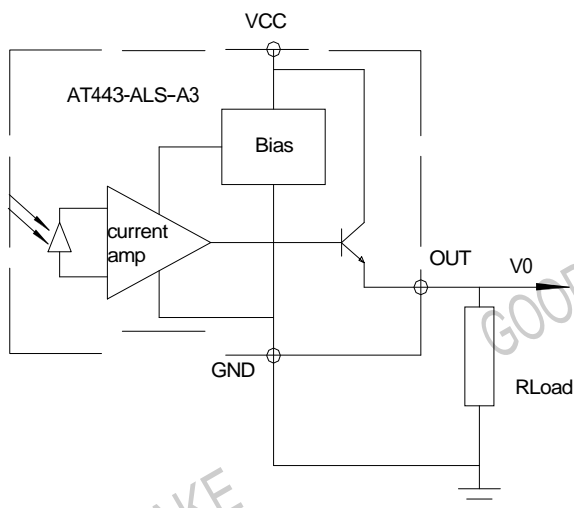 VCC
AT443-ALS-A3
Bias
current
amp
OUT
V0
GND
RLoad